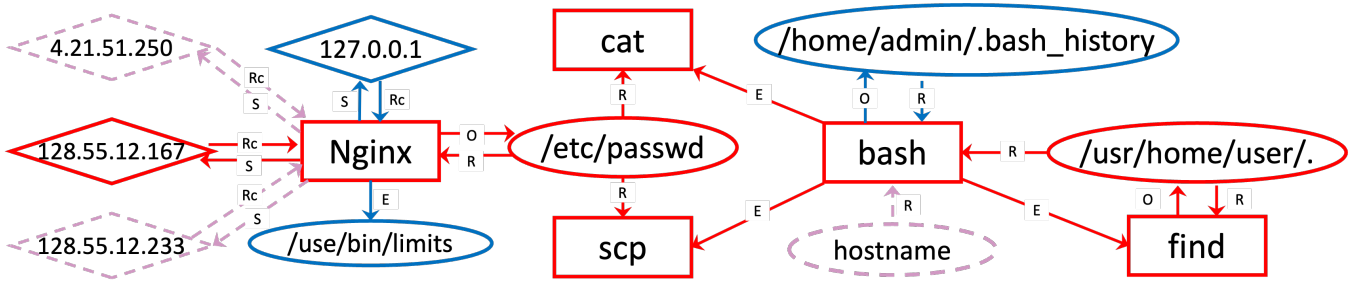 4.21.51.250
127.0.0.1
cat
/home/admin/.bash_history
Rc
S
S
Rc
R
E
O
R
128.55.12.167
Rc
S
Nginx
O
R
/etc/passwd
bash
R
/usr/home/user/.
Rc
S
E
R
E
R
E
O
R
128.55.12.233
/use/bin/limits
scp
hostname
find